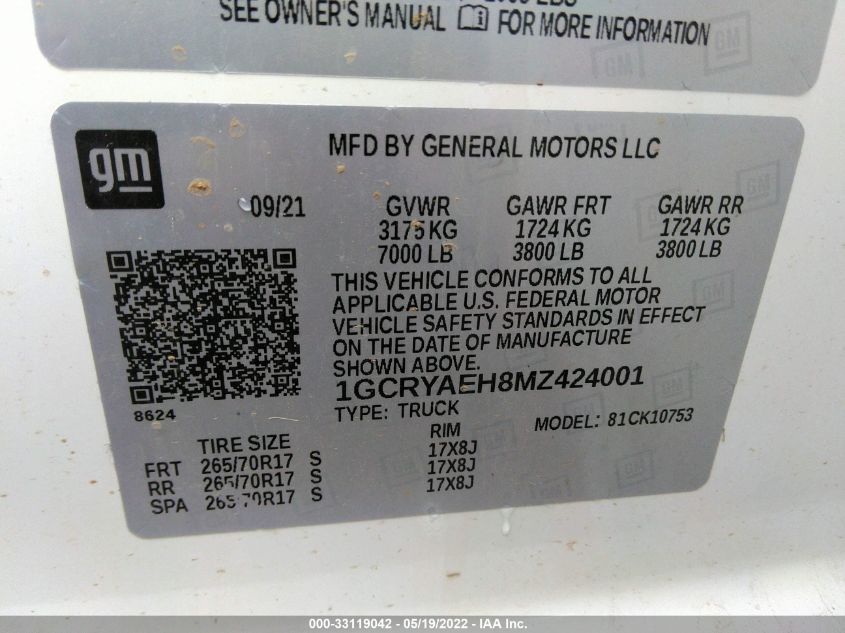 SEE OWNER'S MANUAL FOR MORE INFORMATION
gm
MFD BY GENERAL MOTORS LLC
09/21
GVWR GAWR FRT GAWR RR
3175 KG 1724 KG 1724 KG
7000 LB 3800 LB 3800 LB
THIS VEHICLE CONFORMS TO ALL
APPLICABLE U.S. FEDERAL MOTOR
VEHICLE SAFETY STANDARDS IN EFFECT
ON THE DATE OF MANUFACTURE
SHOWN ABOVE.
1GCRYAEH8MZ424001
8624
TYPE: TRUCK MODEL: 81CK10753
TIRE SIZE RIM
FRT 265/70R17 S 17X8J
RR 265/70R17 S 17X8J
SPA 265/70R17 S 17X8J
000-33119042 - 05/19/2022 - IAA Inc.